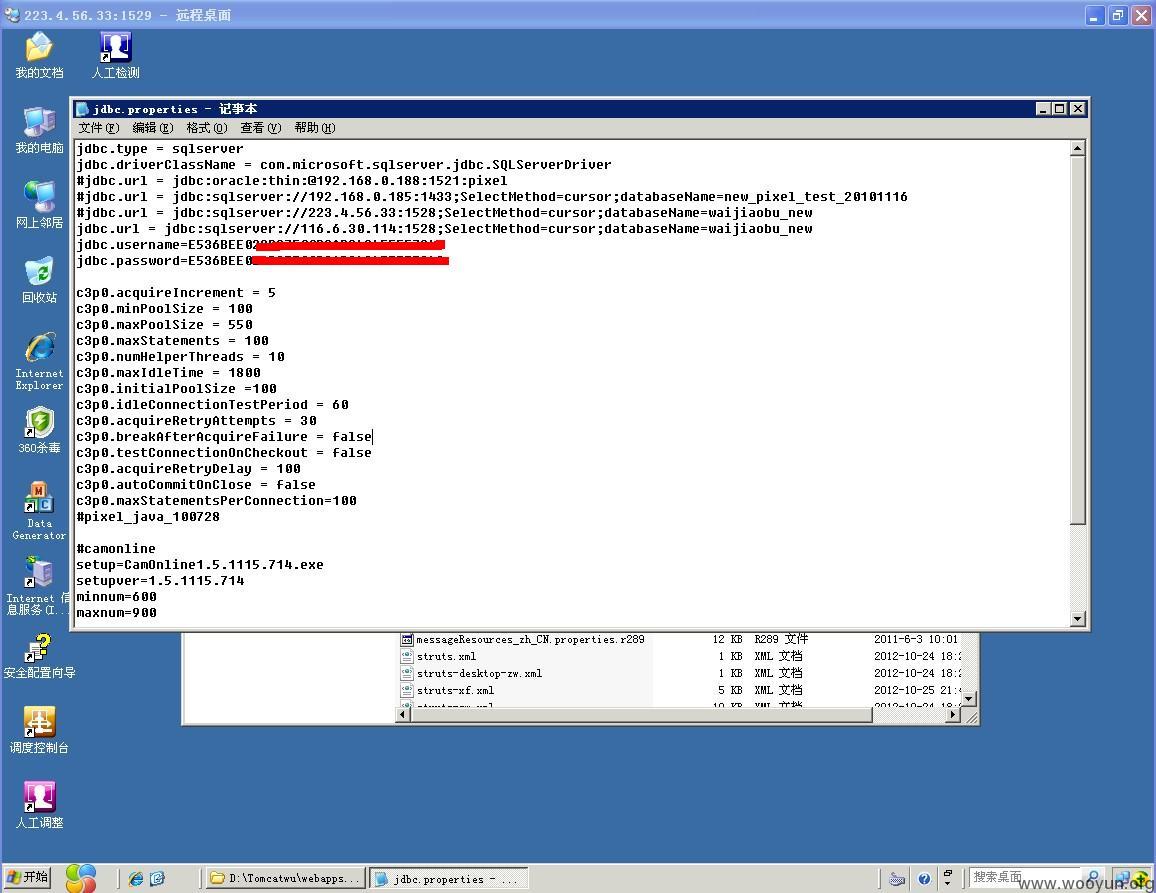 223.4.56.33:1529 - 远程桌面
我的文档
人工检测
我的电脑
网上邻居
回收站
Internet
Explorer
360杀毒
Data
Generator
Internet 信
息服务(I...
安全配置向导
调度控制台
人工调整
jdbc.properties - 记事本
文件(F) 编辑(E) 格式(O) 查看(V) 帮助(H)
jdbc.type = sqlserver
jdbc.driverClassName = com.microsoft.sqlserver.jdbc.SQLServerDriver
#jdbc.url = jdbc:oracle:thin:@192.168.0.188:1521:pixel
#jdbc.url = jdbc:sqlserver://192.168.0.185:1433;SelectMethod=cursor;databaseName=new_pixel_test_20101116
#jdbc.url = jdbc:sqlserver://223.4.56.33:1528;SelectMethod=cursor;databaseName=waijiaobu_new
jdbc.url = jdbc:sqlserver://116.6.30.114:1528;SelectMethod=cursor;databaseName=waijiaobu_new
jdbc.username=E536BEE0
jdbc.password=E536BEE0
c3p0.acquireIncrement = 5
c3p0.minPoolSize = 100
c3p0.maxPoolSize = 550
c3p0.maxStatements = 100
c3p0.numHelperThreads = 10
c3p0.maxIdleTime = 1800
c3p0.initialPoolSize =100
c3p0.idleConnectionTestPeriod = 60
c3p0.acquireRetryAttempts = 30
c3p0.breakAfterAcquireFailure = false
c3p0.testConnectionOnCheckout = false
c3p0.acquireRetryDelay = 100
c3p0.autoCommitOnClose = false
c3p0.maxStatementsPerConnection=100
#pixel_java_100728
#camonline
setup=CamOnline1.5.1115.714.exe
setupver=1.5.1115.714
minnum=600
maxnum=900
messageResources_zh_CN.properties.r289 12 KB R289 文件 2011-6-3 10:01
struts.xml 1 KB XML 文档 2012-10-24 18:2
struts-desktop-zw.xml 1 KB XML 文档 2012-10-24 18:2
struts-xf.xml 5 KB XML 文档 2012-10-25 21:4
开始
D:\Tomcatwu\webapps...
jdbc.properties - ...
搜索桌面
www.wooyun.org